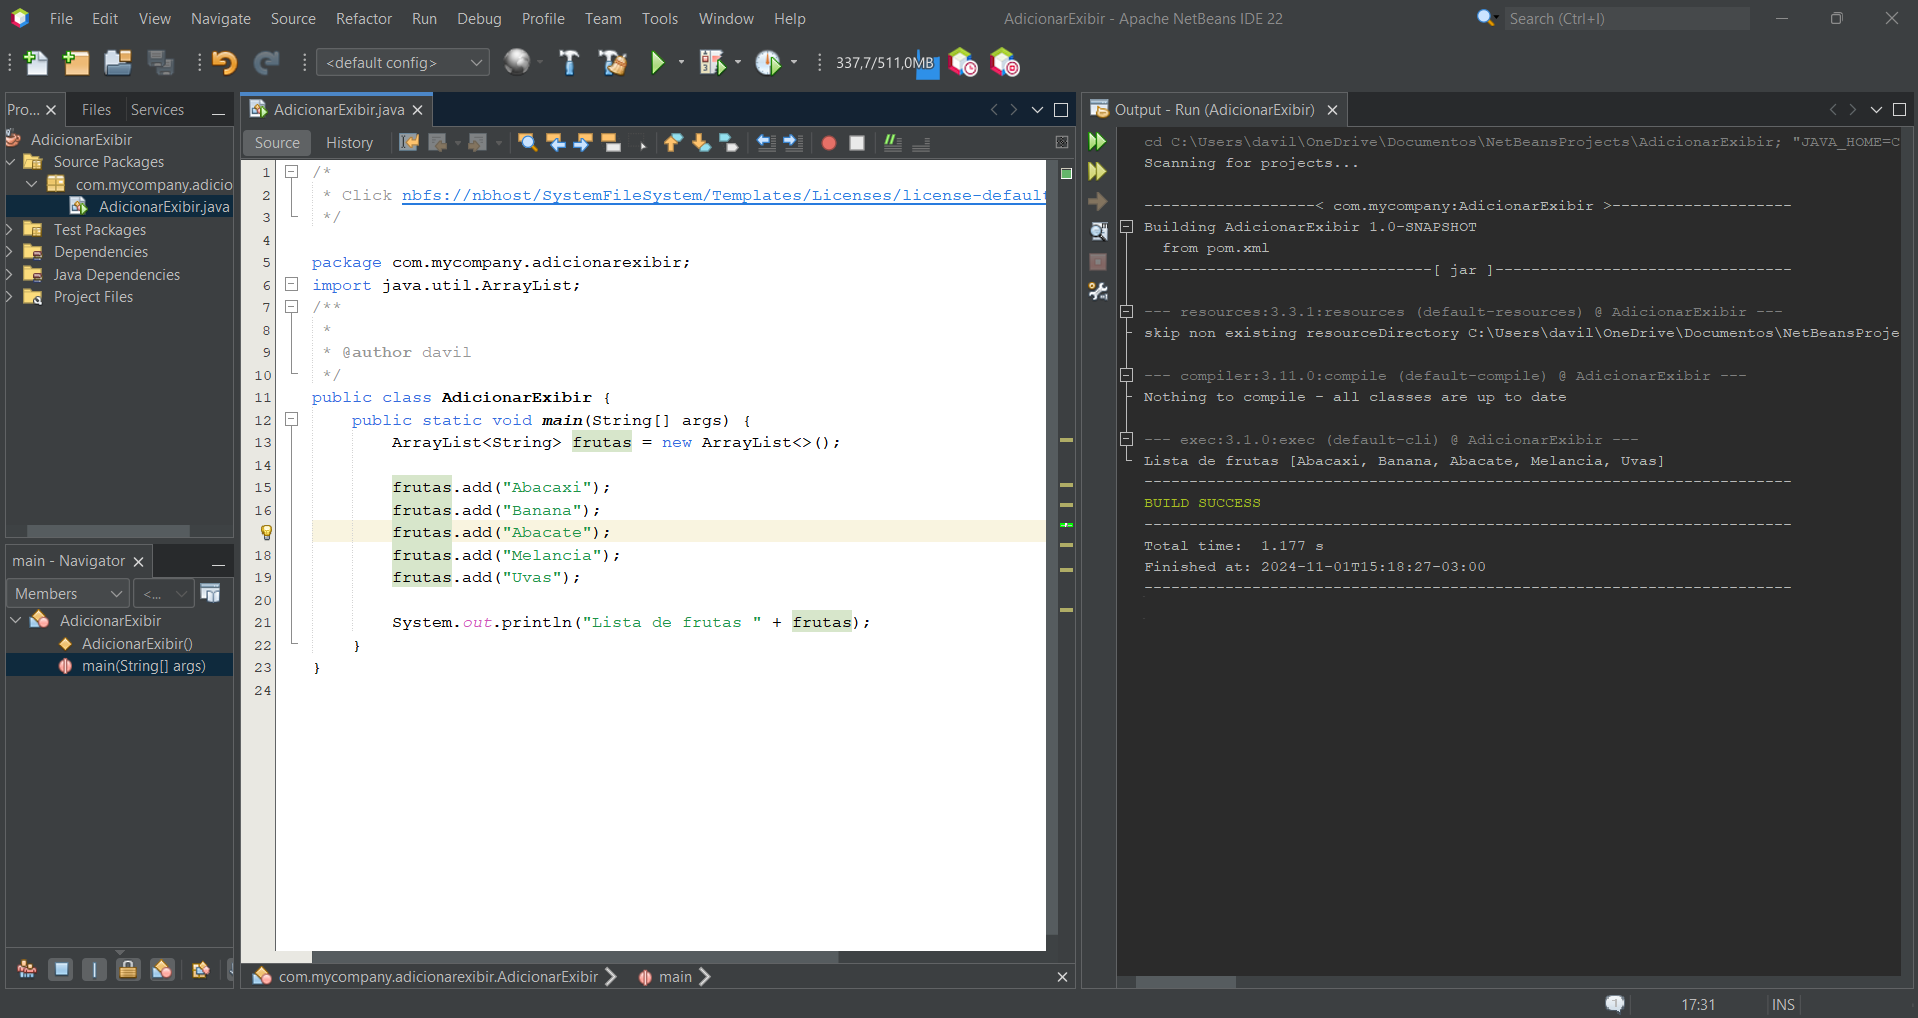 File Edit View Navigate Source Refactor Run Debug Profile Team Tools Window Help
AdicionarExibir - Apache NetBeans IDE 22
Search (Ctrl+I)
<default config>
337,7/511,0MB
Pro... Files Services
AdicionarExibir
Source Packages
com.mycompany.adicio
AdicionarExibir.java
Test Packages
Dependencies
Java Dependencies
Project Files
main - Navigator
Members <...
AdicionarExibir
AdicionarExibir()
main(String[] args)
AdicionarExibir.java
Source History
1 /*
2 * Click nbfs://nbhost/SystemFileSystem/Templates/Licenses/license-default
3 */
4
5 package com.mycompany.adicionarexibir;
6 import java.util.ArrayList;
7 /**
8 *
9 * @author davil
10 */
11 public class AdicionarExibir {
12 public static void main(String[] args) {
13 ArrayList<String> frutas = new ArrayList<>();
14
15 frutas.add("Abacaxi");
16 frutas.add("Banana");
frutas.add("Abacate");
18 frutas.add("Melancia");
19 frutas.add("Uvas");
20
21 System.out.println("Lista de frutas " + frutas);
22 }
23 }
24
com.mycompany.adicionarexibir.AdicionarExibir main
Output - Run (AdicionarExibir)
cd C:\Users\davil\OneDrive\Documentos\NetBeansProjects\AdicionarExibir; "JAVA_HOME=C
Scanning for projects...
-------------------< com.mycompany:AdicionarExibir >--------------------
Building AdicionarExibir 1.0-SNAPSHOT
from pom.xml
--------------------------------[ jar ]---------------------------------
--- resources:3.3.1:resources (default-resources) @ AdicionarExibir ---
skip non existing resourceDirectory C:\Users\davil\OneDrive\Documentos\NetBeansProje
--- compiler:3.11.0:compile (default-compile) @ AdicionarExibir ---
Nothing to compile - all classes are up to date
--- exec:3.1.0:exec (default-cli) @ AdicionarExibir ---
Lista de frutas [Abacaxi, Banana, Abacate, Melancia, Uvas]
------------------------------------------------------------------------
BUILD SUCCESS
------------------------------------------------------------------------
Total time:  1.177 s
Finished at: 2024-11-01T15:18:27-03:00
------------------------------------------------------------------------
1 17:31 INS